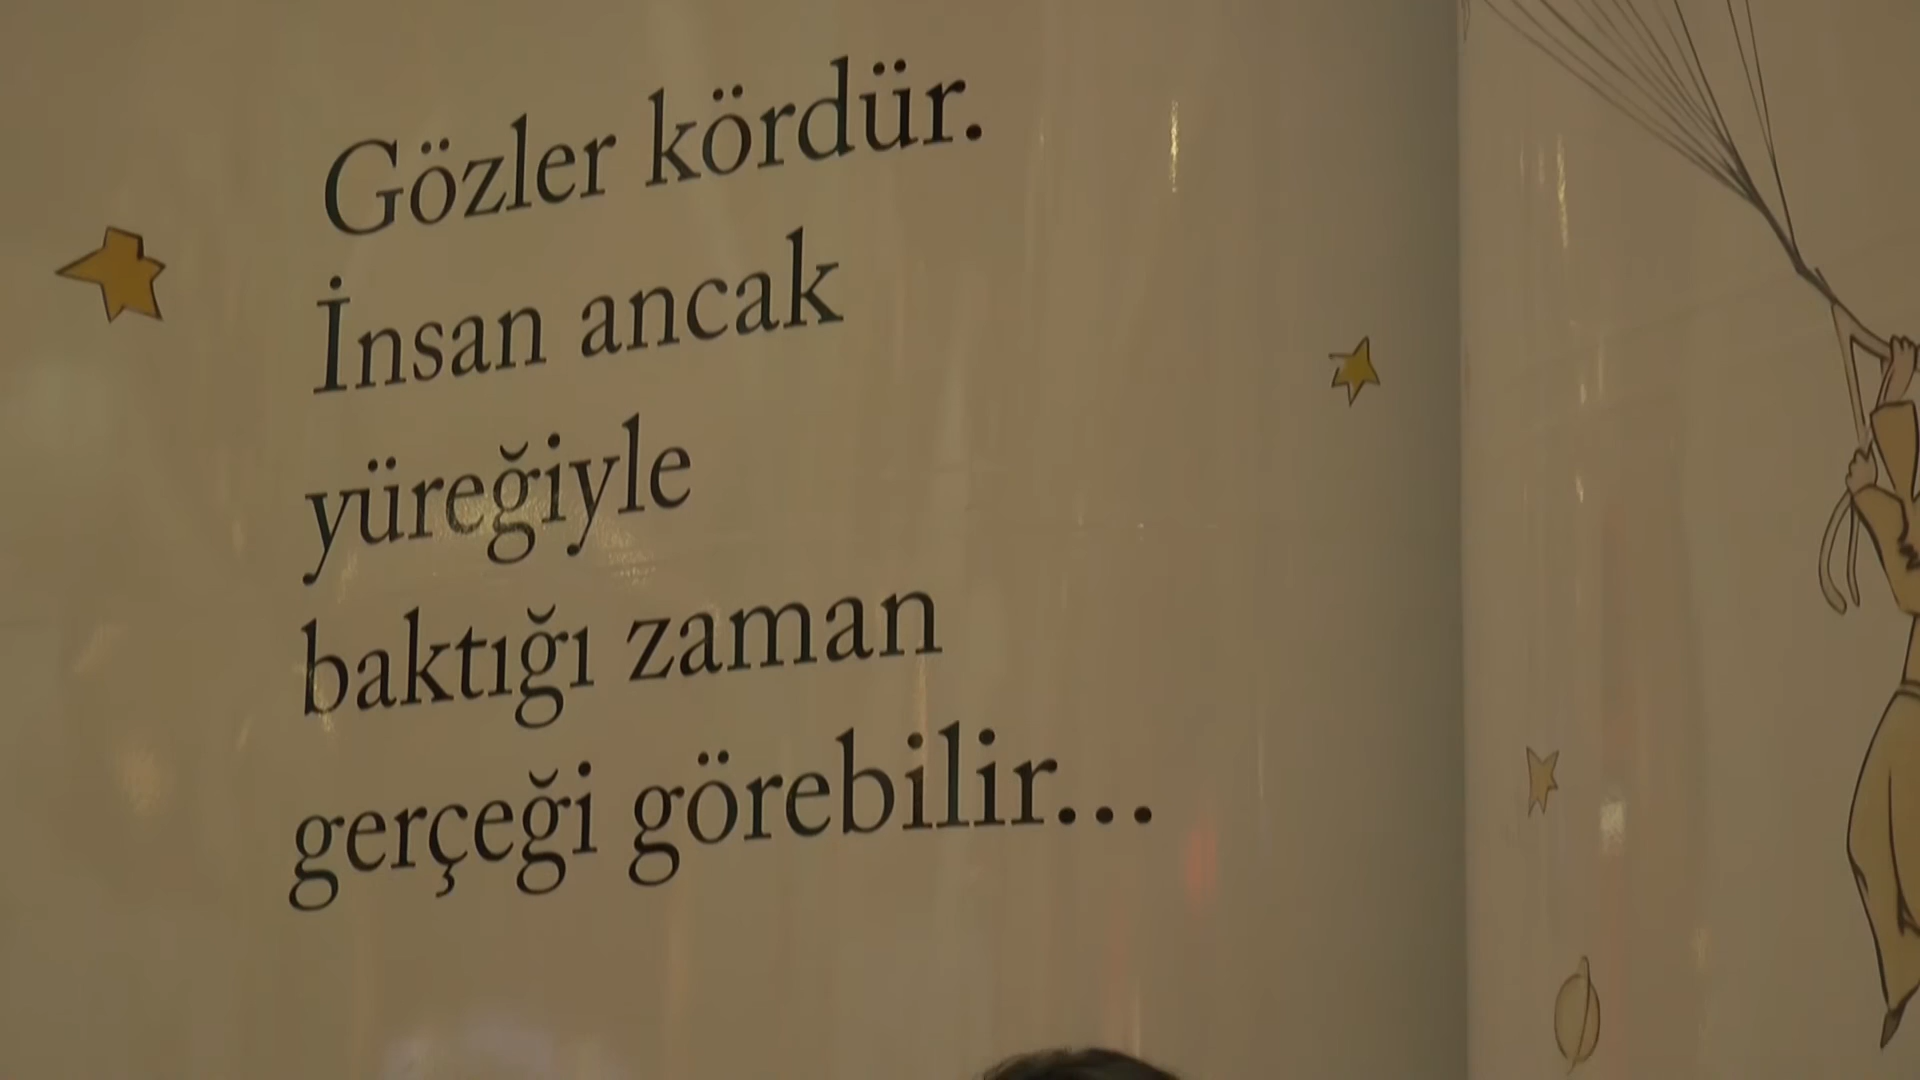 Gözler kördür.
İnsan ancak
yüreğiyle
baktığı zaman
gerçeği görebilir...